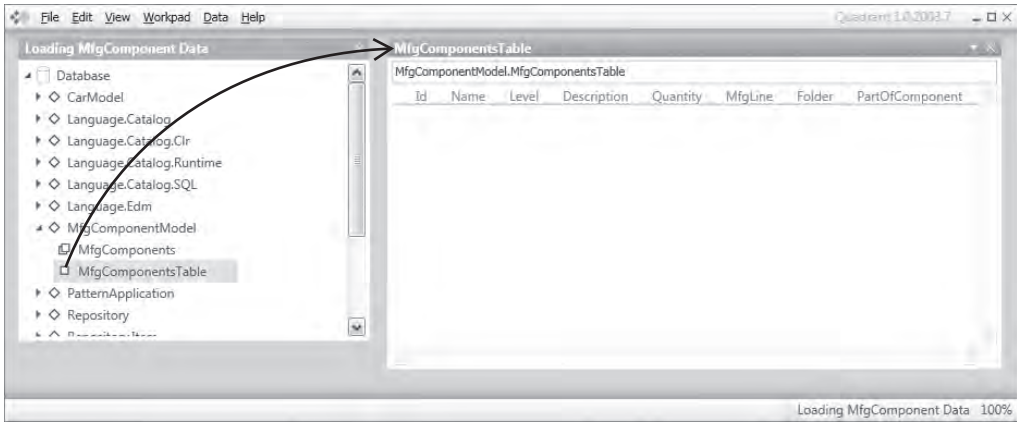 File Edit View Workpad Data Help
Quadrant 1.0.2003.7
Loading MfgComponent Data
Database
CarModel
Language.Catalog
Language.Catalog.Clr
Language.Catalog.Runtime
Language.Catalog.SQL
Language.Edm
MfgComponentModel
MfgComponents
MfgComponentsTable
PatternApplication
Repository
MfgComponentsTable
MfgComponentModel.MfgComponentsTable
Id Name Level Description Quantity MfgLine Folder PartOfComponent
Loading MfgComponent Data 100%